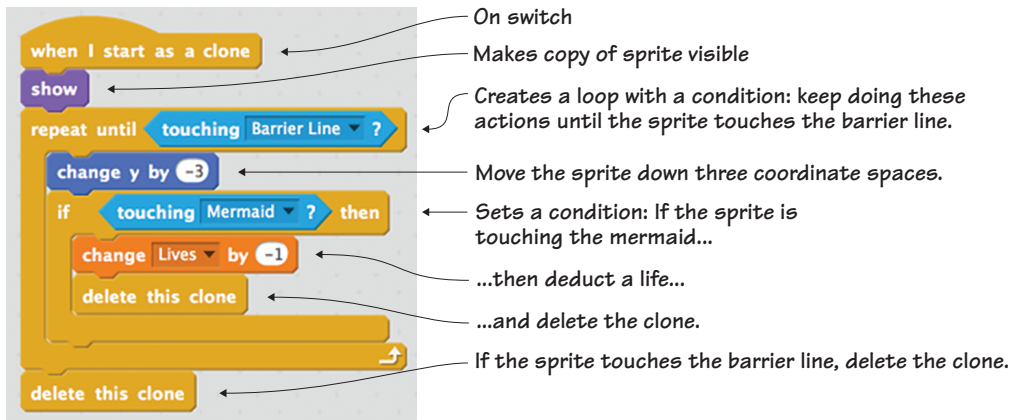 when I start as a clone
On switch
show
Makes copy of sprite visible
repeat until touching Barrier Line ?
Creates a loop with a condition: keep doing these
actions until the sprite touches the barrier line.
change y by -3
Move the sprite down three coordinate spaces.
if touching Mermaid ? then
Sets a condition: If the sprite is
touching the mermaid...
change Lives by -1
...then deduct a life...
delete this clone
...and delete the clone.
If the sprite touches the barrier line, delete the clone.
delete this clone